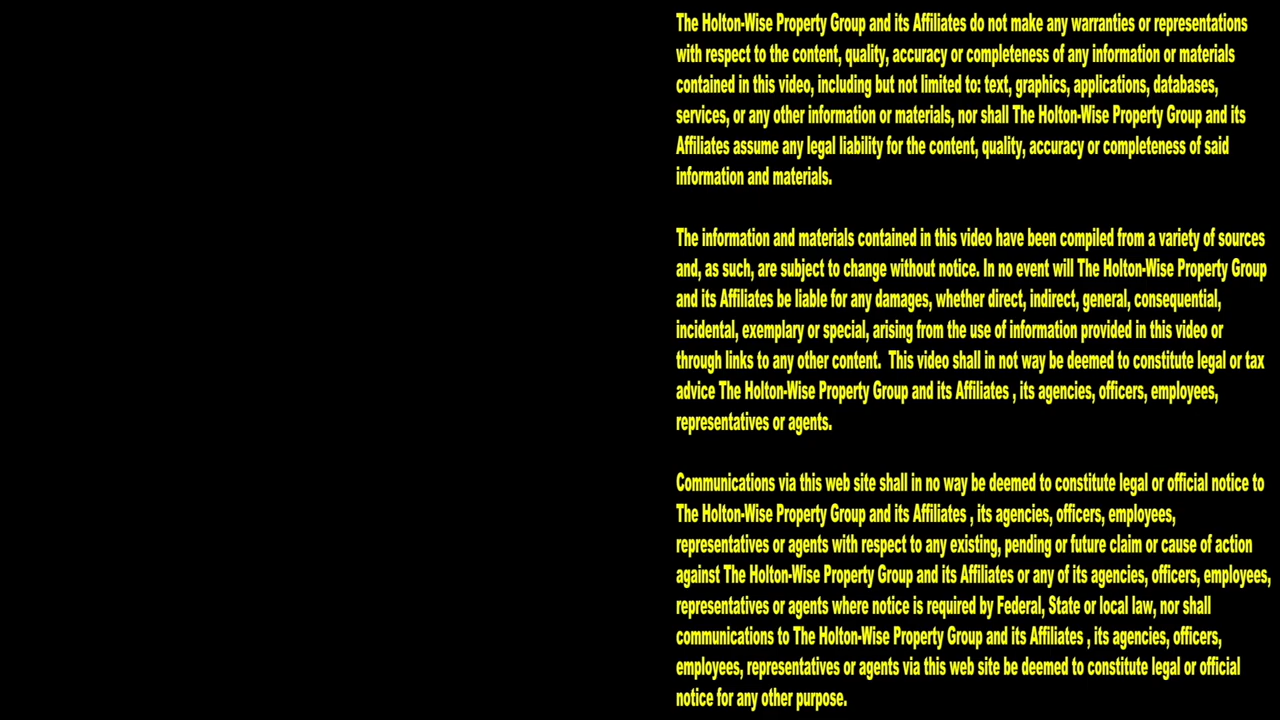 The Holton-Wise Property Group and its Affiliates do not make any warranties or representations
with respect to the content, quality, accuracy or completeness of any information or materials
contained in this video, including but not limited to: text, graphics, applications, databases,
services, or any other information or materials, nor shall The Holton-Wise Property Group and its
Affiliates assume any legal liability for the content, quality, accuracy or completeness of said
information and materials.
The information and materials contained in this video have been compiled from a variety of sources
and, as such, are subject to change without notice. In no event will The Holton-Wise Property Group
and its Affiliates be liable for any damages, whether direct, indirect, general, consequential,
incidental, exemplary or special, arising from the use of information provided in this video or
through links to any other content.  This video shall in not way be deemed to constitute legal or tax
advice The Holton-Wise Property Group and its Affiliates , its agencies, officers, employees,
representatives or agents.
Communications via this web site shall in no way be deemed to constitute legal or official notice to
The Holton-Wise Property Group and its Affiliates , its agencies, officers, employees,
representatives or agents with respect to any existing, pending or future claim or cause of action
against The Holton-Wise Property Group and its Affiliates or any of its agencies, officers, employees,
representatives or agents where notice is required by Federal, State or local law, nor shall
communications to The Holton-Wise Property Group and its Affiliates , its agencies, officers,
employees, representatives or agents via this web site be deemed to constitute legal or official
notice for any other purpose.